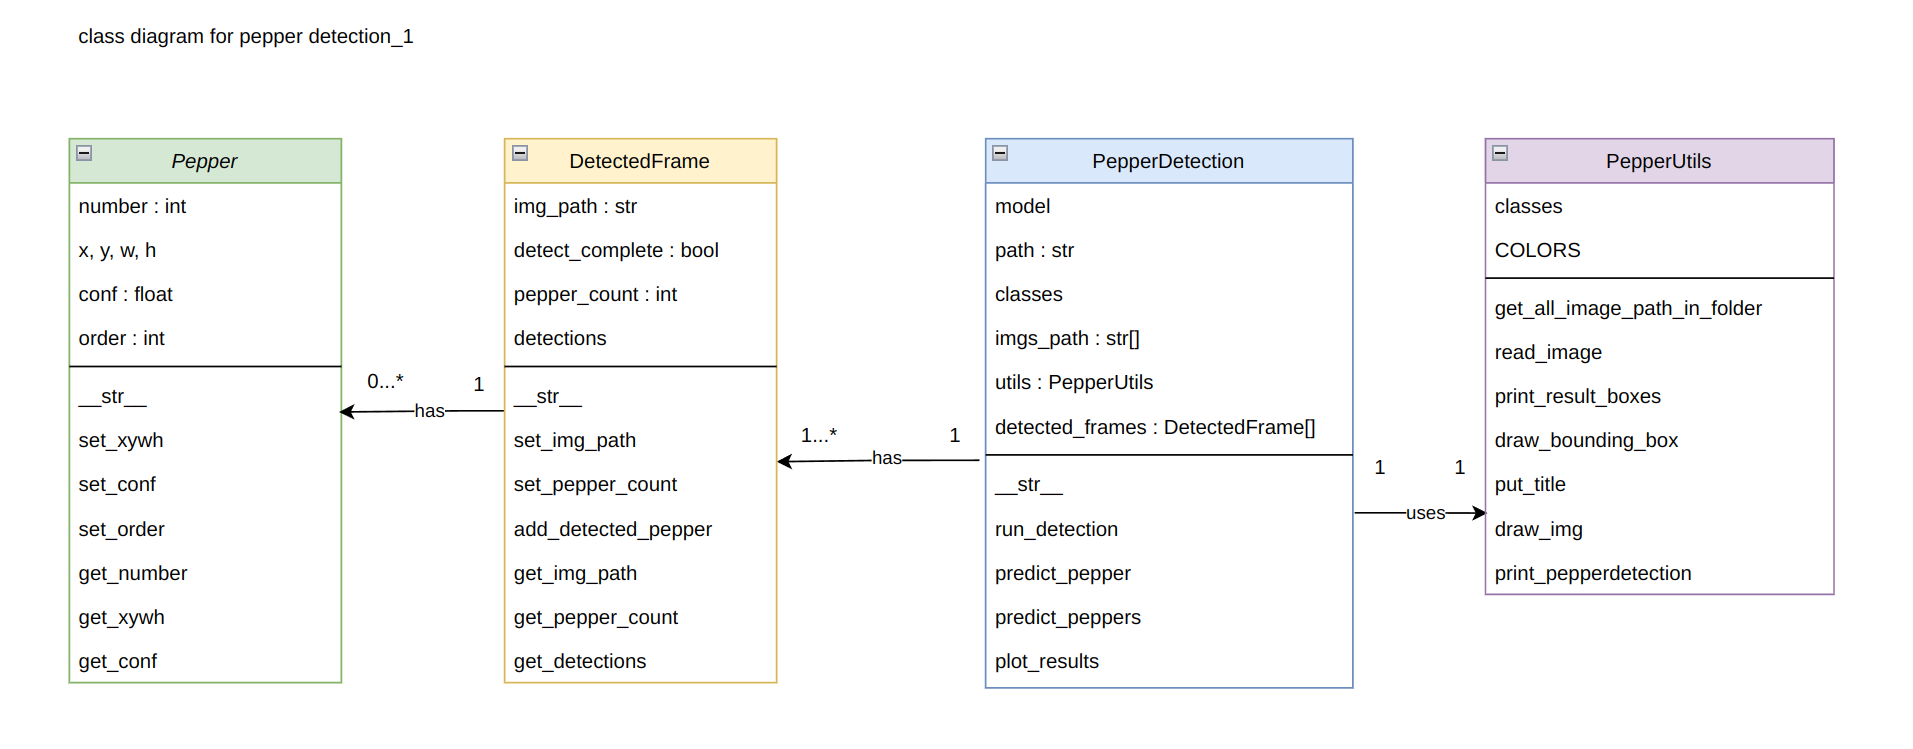 class diagram for pepper detection_1
Pepper
number : int
x, y, w, h
conf : float
order : int
__str__
set_xywh
set_conf
set_order
get_number
get_xywh
get_conf
0...*
1
has
DetectedFrame
img_path : str
detect_complete : bool
pepper_count : int
detections
__str__
set_img_path
set_pepper_count
add_detected_pepper
get_img_path
get_pepper_count
get_detections
1...*
1
has
PepperDetection
model
path : str
classes
imgs_path : str[]
utils : PepperUtils
detected_frames : DetectedFrame[]
__str__
run_detection
predict_pepper
predict_peppers
plot_results
1
1
uses
PepperUtils
classes
COLORS
get_all_image_path_in_folder
read_image
print_result_boxes
draw_bounding_box
put_title
draw_img
print_pepperdetection